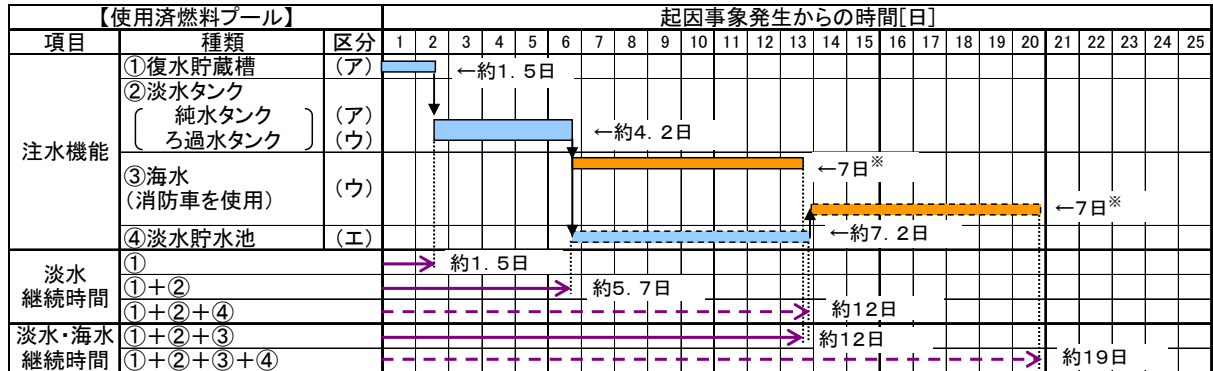 【使用済燃料プール】 起因事象発生からの時間[日]
項目 種類 区分 1 2 3 4 5 6 7 8 9 10 11 12 13 14 15 16 17 18 19 20 21 22 23 24 25
注水機能
①復水貯蔵槽 (ア) ←約1.5日
②淡水タンク
純水タンク (ア)
ろ過水タンク (ウ) ←約4.2日
③海水
(消防車を使用) (ウ) ←7日※
←7日※
④淡水貯水池 (エ) ←約7.2日
淡水
継続時間
① 約1.5日
①+② 約5.7日
①+②+④ 約12日
淡水・海水
継続時間
①+②+③ 約12日
①+②+③+④ 約19日